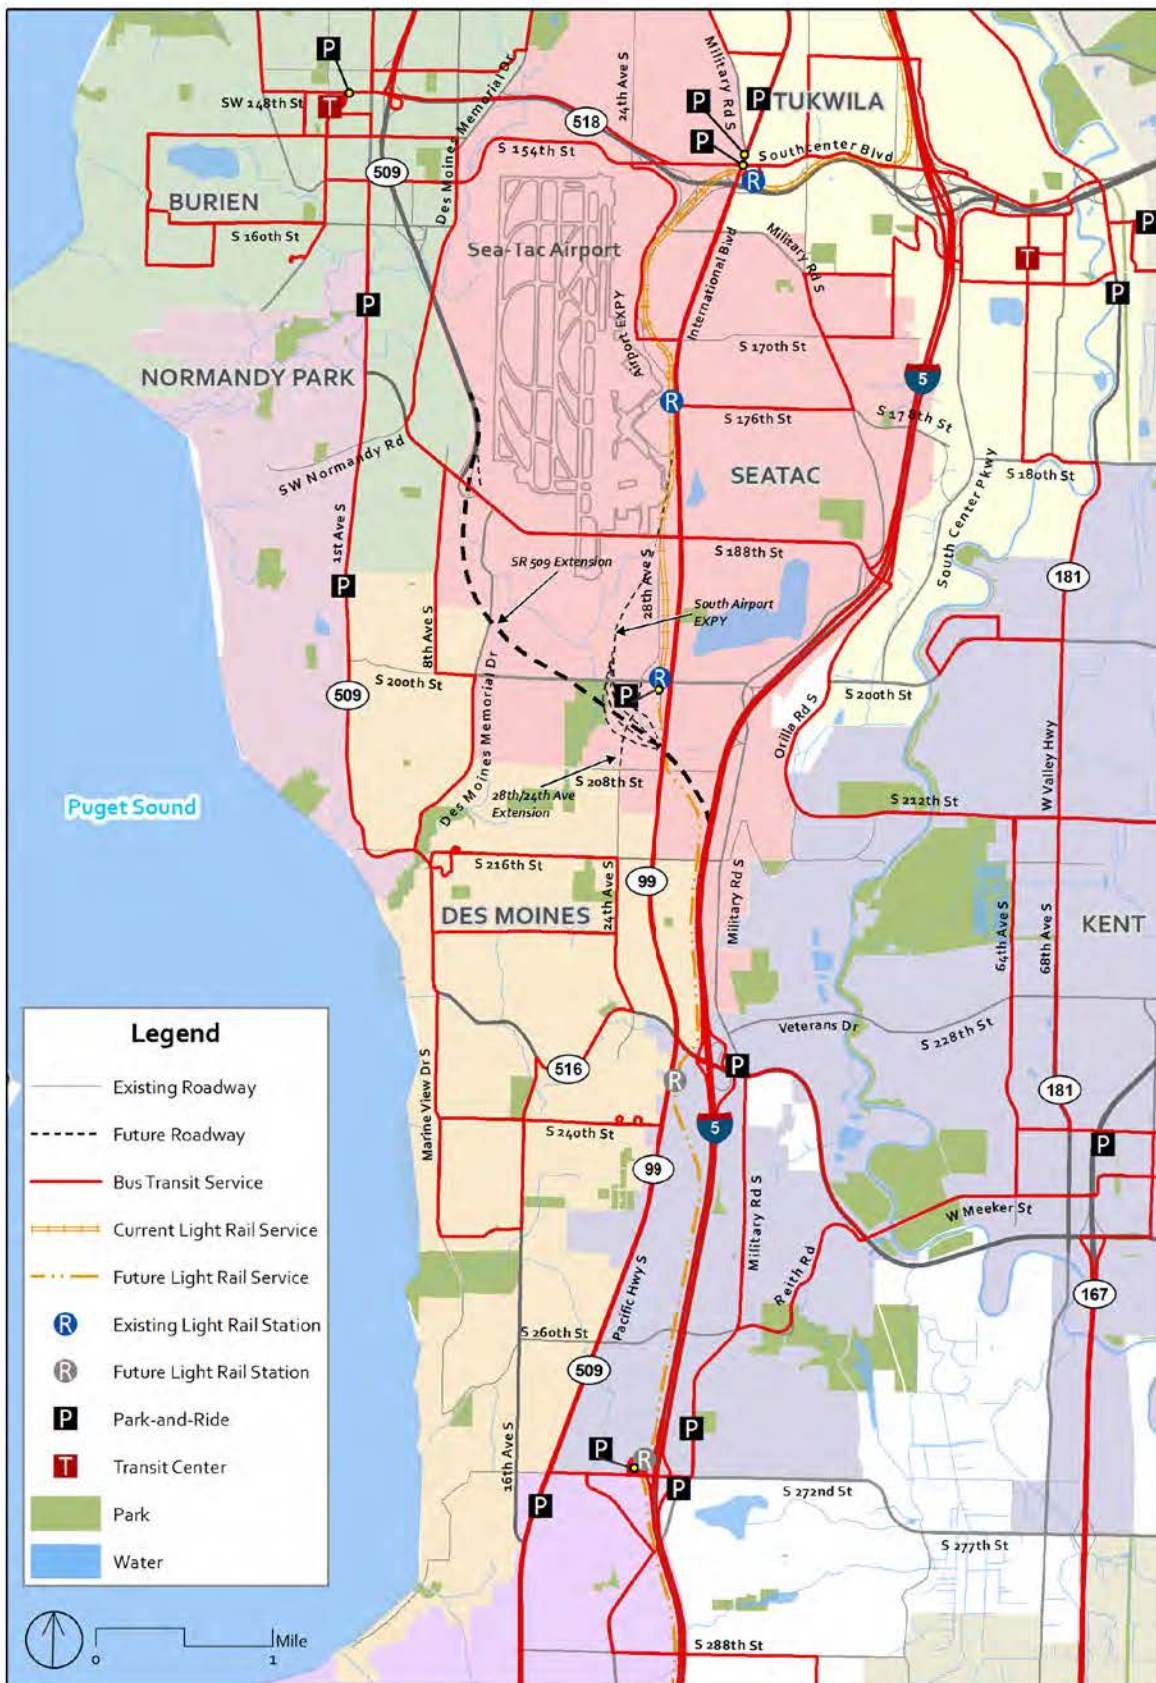 P
24th Ave S
Military Rd S
P
P
TUKWILA
SW 148th St
T
Des Moines Memorial Dr
518
P
Southcenter Blvd
S 154th St
509
R
BURIEN
S 160th St
Sea-Tac Airport
International Blvd
Military Rd S
P
T
P
P
Airport EXPY
S 170th St
NORMANDY PARK
5
R
S 176th St
S 178th St
SW Normandy Rd
SEATAC
S 180th St
South Center Pkwy
1st Ave S
S 188th St
SR 509 Extension
P
28th Ave S
South Airport
EXPY
181
8th Ave S
S 200th St
509
Des Moines Memorial Dr
R
P
Orilla Rd S
S 200th St
W Valley Hwy
S 208th St
28th/24th Ave
Extension
Puget Sound
S 212th St
S 216th St
24th Ave S
99
Military Rd S
DES MOINES
64th Ave S
68th Ave S
KENT
Veterans Dr
S 228th St
516
P
R
181
Marine View Dr S
S 240th St
5
P
99
Military Rd S
W Meeker St
Reith Rd
Pacific Hwy S
167
S 260th St
509
16th Ave S
P
P
R
P
P
S 272nd St
S 277th St
S 288th St
Legend
Existing Roadway
Future Roadway
Bus Transit Service
Current Light Rail Service
Future Light Rail Service
R Existing Light Rail Station
R Future Light Rail Station
P Park-and-Ride
T Transit Center
Park
Water
Mile
0 1